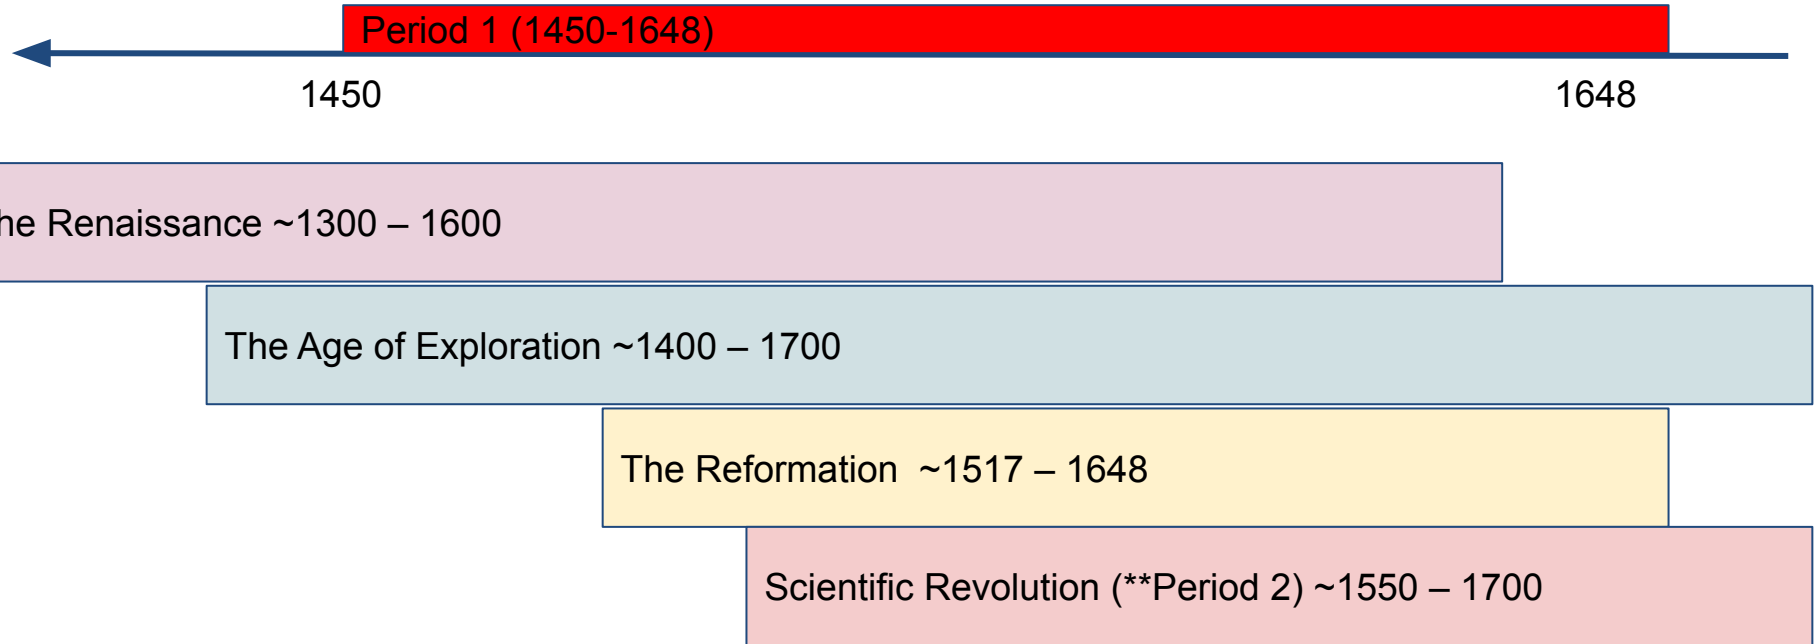 Period 1 (1450-1648)
1450 1648
he Renaissance ~1300 – 1600
The Age of Exploration ~1400 – 1700
The Reformation ~1517 – 1648
Scientific Revolution (**Period 2) ~1550 – 1700